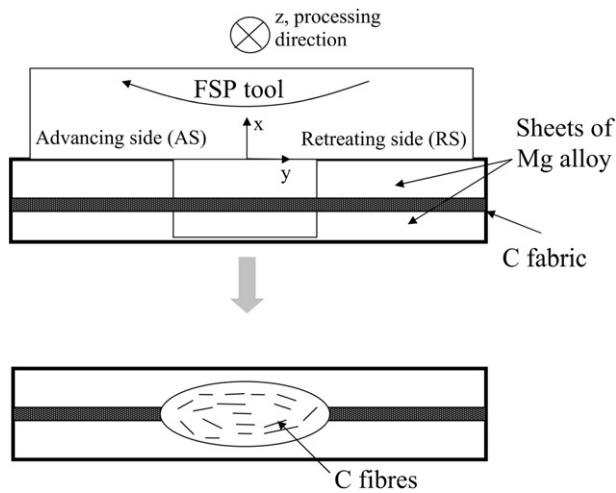 z, processing
direction
FSP tool
Advancing side (AS)
x
Retreating side (RS)
y
Sheets of
Mg alloy
C fabric
C fibres